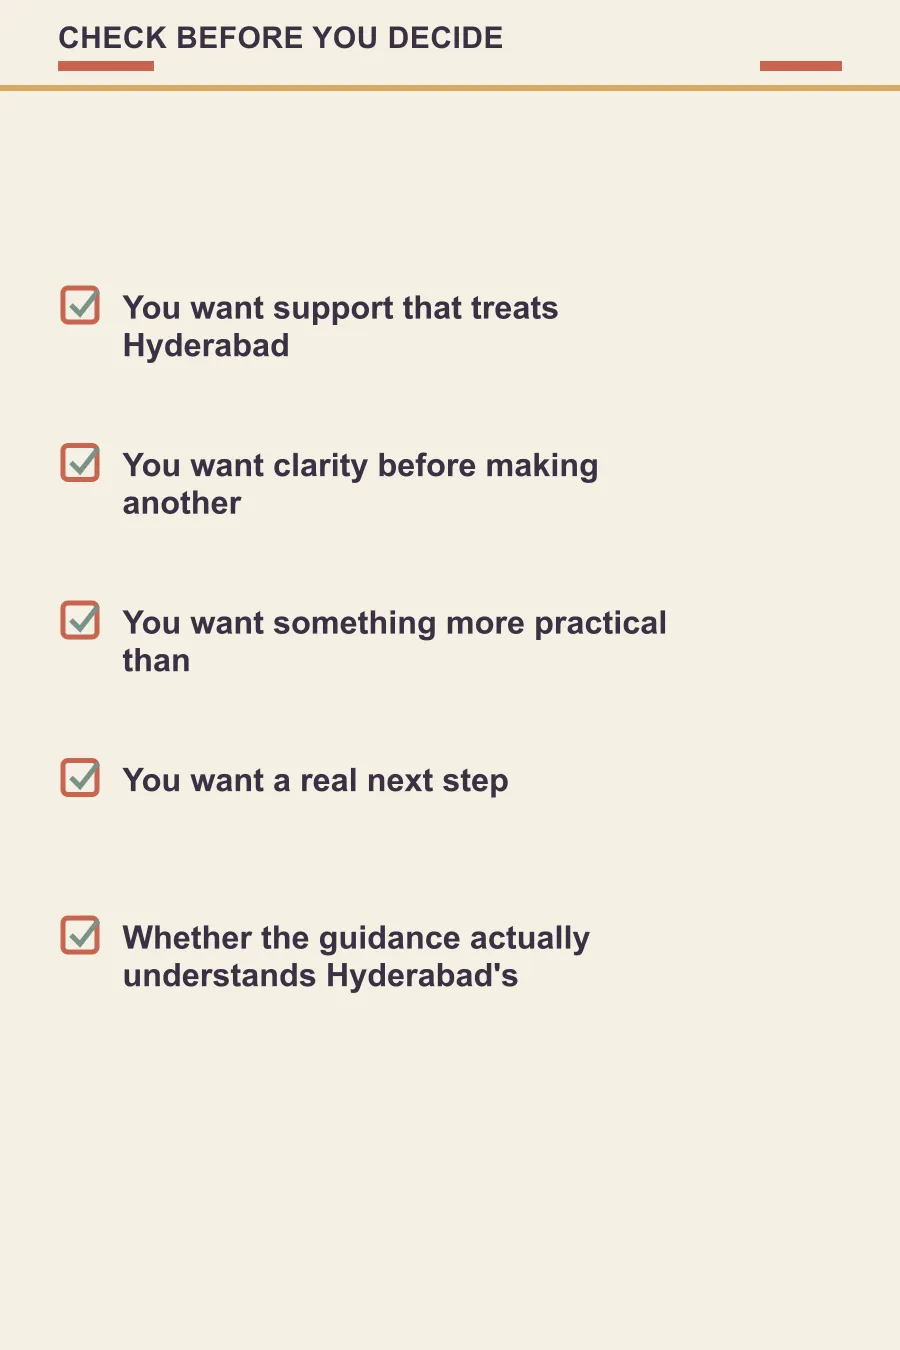 CHECK BEFORE YOU DECIDE
You want support that treats
Hyderabad
You want clarity before making
another
You want something more practical
than
You want a real next step
Whether the guidance actually
understands Hyderabad's